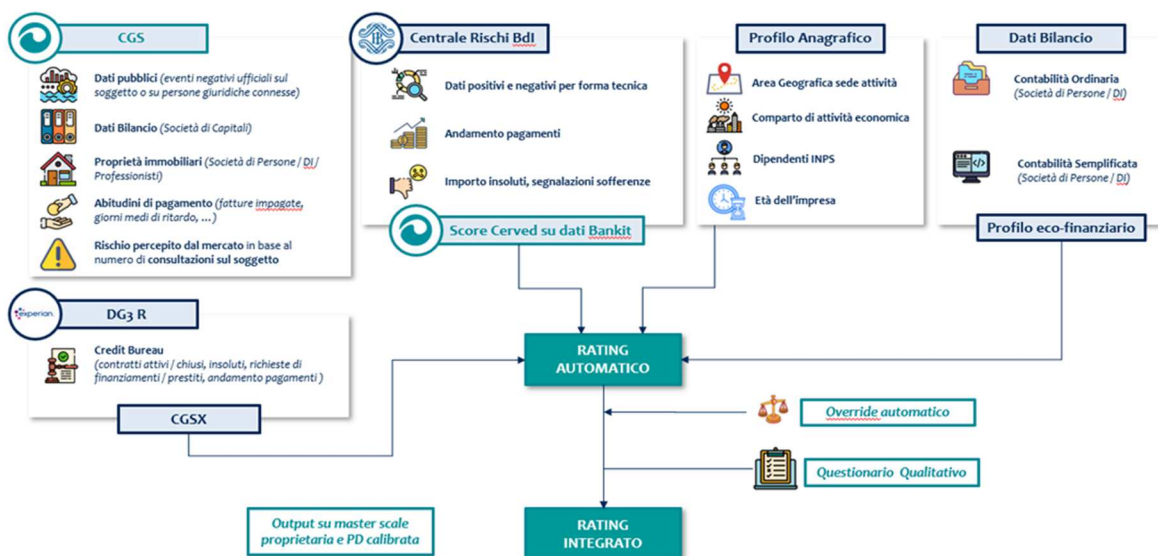 CGS
Dati pubblici (eventi negativi ufficiali sul
soggetto o su persone giuridiche connesse)
Dati Bilancio (Società di Capitali)
Proprietà immobiliari (Società di Persone / DI /
Professionisti)
Abitudini di pagamento (fatture impagate,
giorni medi di ritardo, ...)
Rischio percepito dal mercato in base al
numero di consultazioni sul soggetto
Centrale Rischi BdI
Dati positivi e negativi per forma tecnica
Andamento pagamenti
Importo insoluti, segnalazioni sofferenze
Score Cerved su dati Bankit
Profilo Anagrafico
Area Geografica sede attività
Comparto di attività economica
Dipendenti INPS
Età dell'impresa
Dati Bilancio
Contabilità Ordinaria
(Società di Persone / DI)
Contabilità Semplificata
(Società di Persone / DI)
Profilo eco-finanziario
experian.
DG3 R
Credit Bureau
(contratti attivi / chiusi, insoluti, richieste di
finanziamenti / prestiti, andamento pagamenti )
CGSX
RATING
AUTOMATICO
Override automatico
Questionario Qualitativo
Output su master scale
proprietaria e PD calibrata
RATING
INTEGRATO